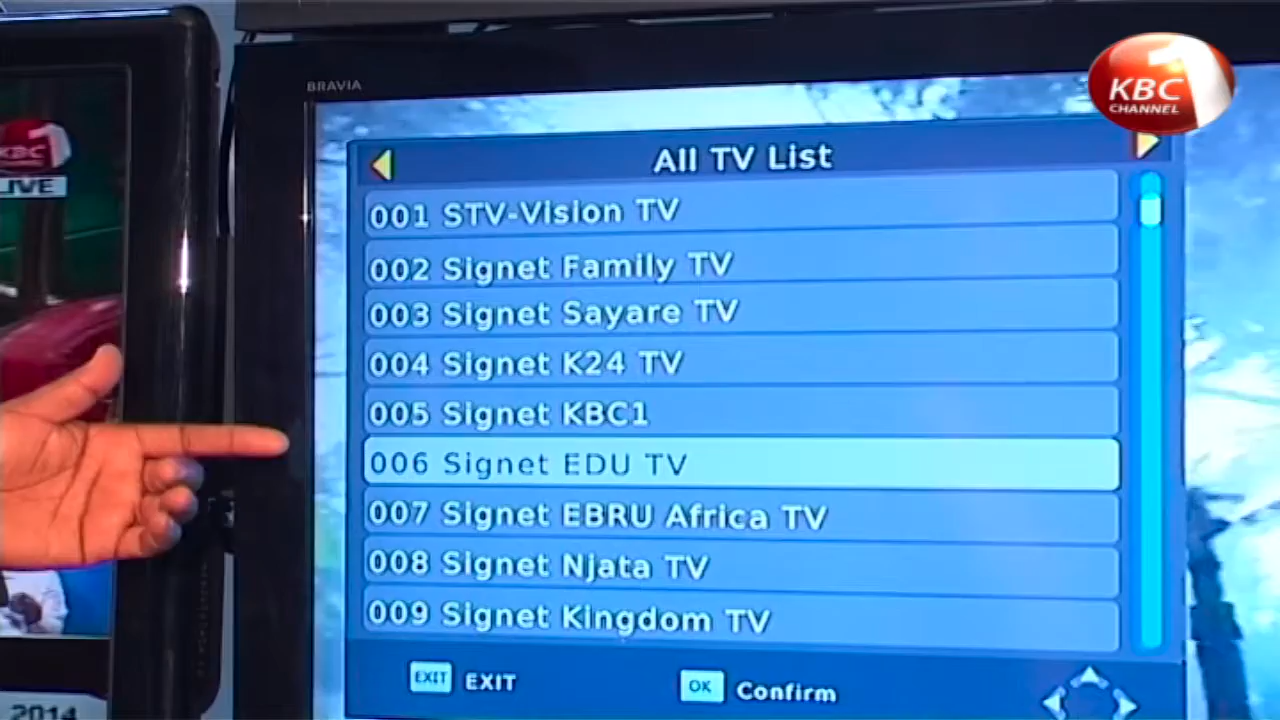 BRAVIA
KBC 1
CHANNEL
KBC 1
LIVE
All TV List
001 STV-Vision TV
002 Signet Family TV
003 Signet Sayare TV
004 Signet K24 TV
005 Signet KBC1
006 Signet EDU TV
007 Signet EBRU Africa TV
008 Signet Njata TV
009 Signet Kingdom TV
EXIT EXIT
OK Confirm
2014